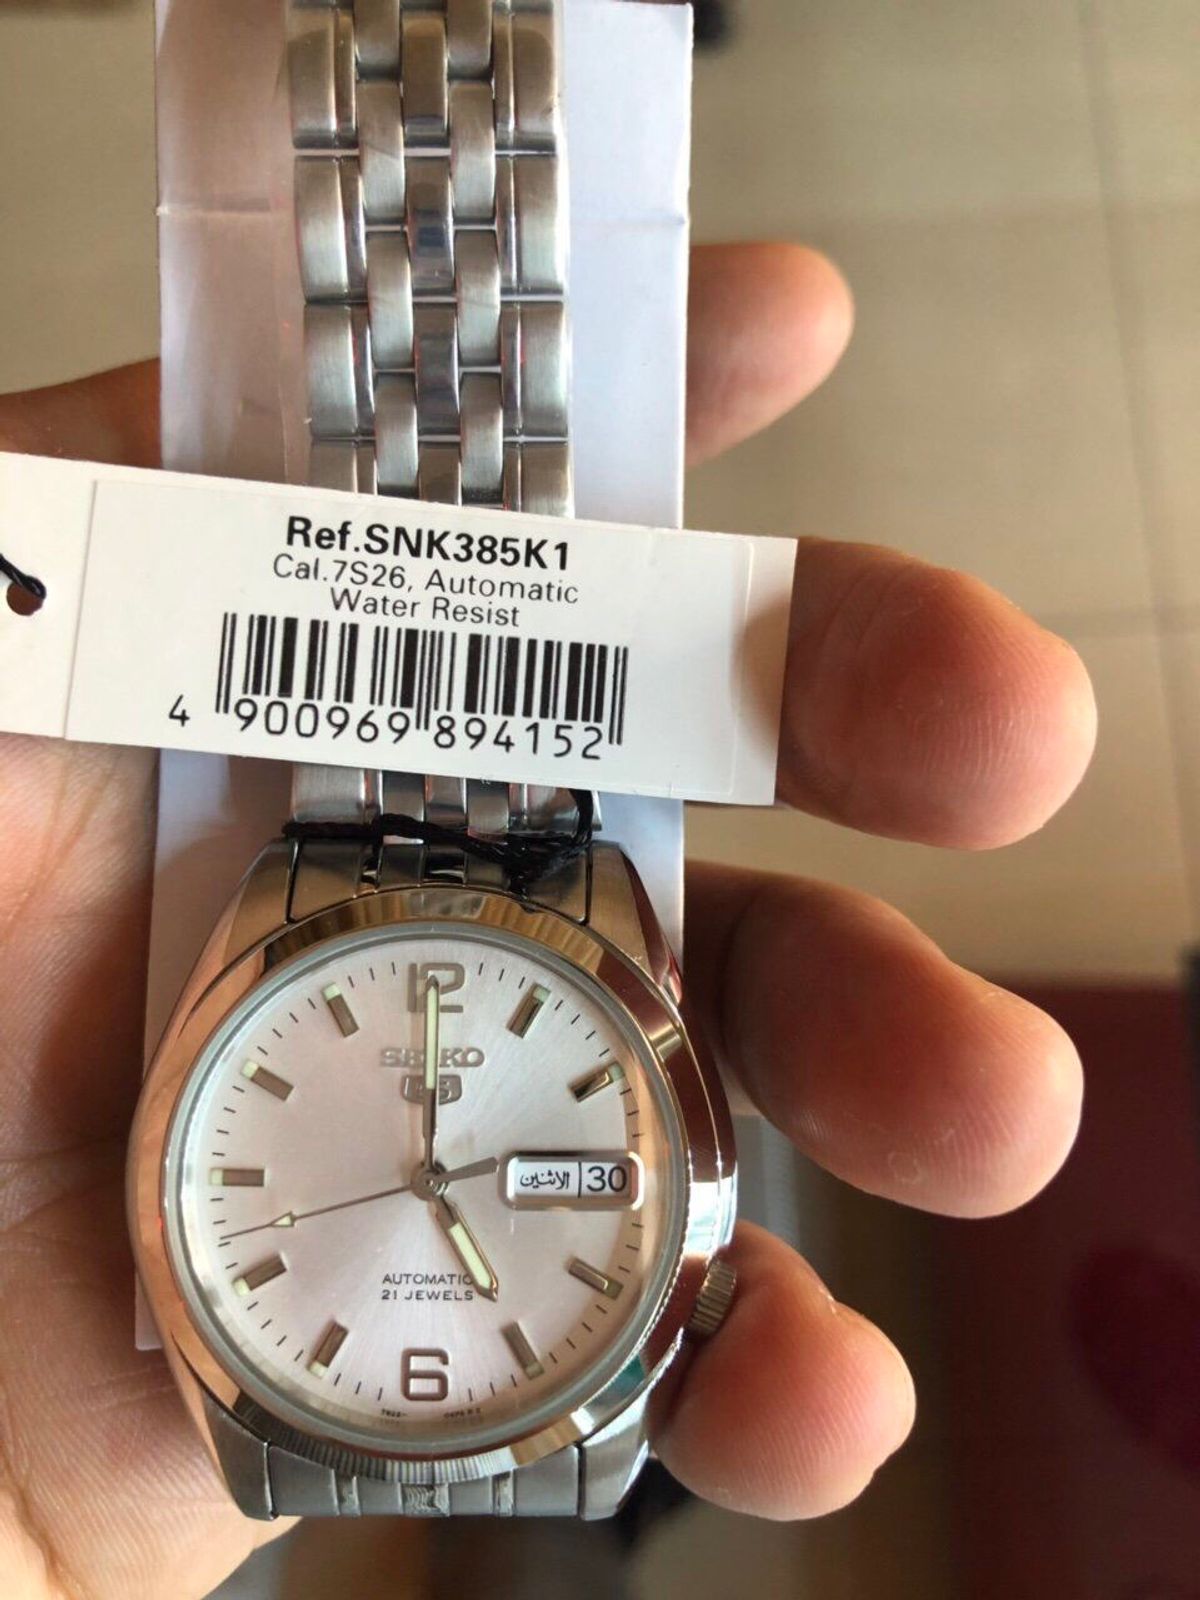 Ref.SNK385K1
Cal.7S26, Automatic
Water Resist
4 900969 894152
12
SEIKO
5
الاثنين 30
AUTOMATIC
21 JEWELS
6